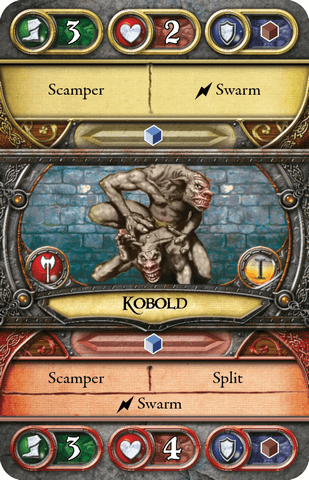 3 2
Scamper Swarm
I
KOBOLD
Scamper Split
Swarm
3 4